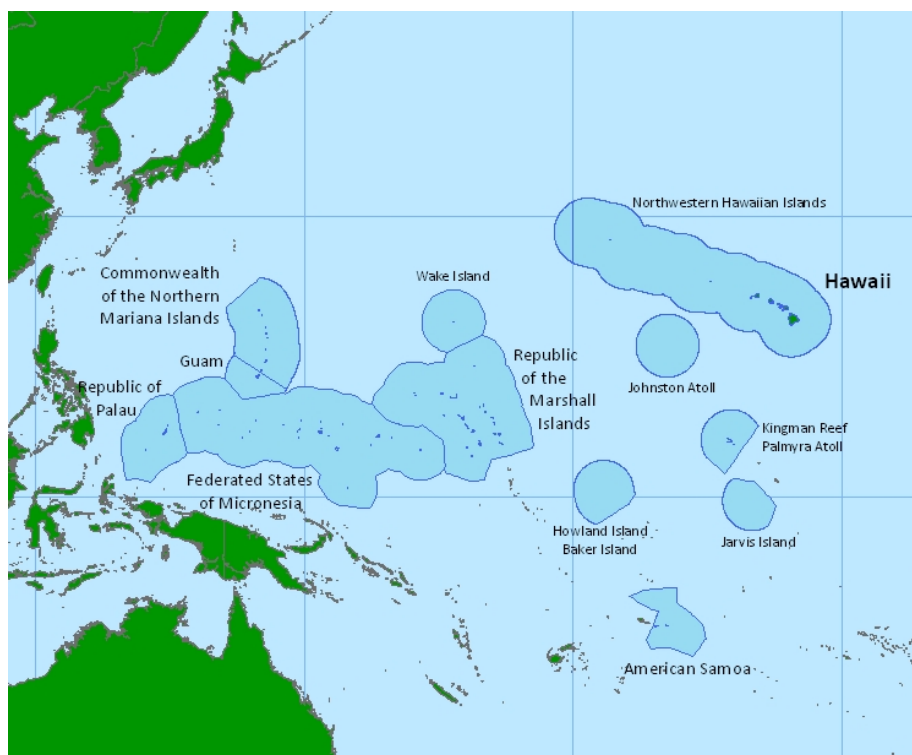 Northwestern Hawaiian Islands
Commonwealth
of the Northern
Mariana Islands
Wake Island
Hawaii
Guam
Republic
of the
Marshall
Islands
Republic of
Palau
Johnston Atoll
Kingman Reef
Palmyra Atoll
Federated States
of Micronesia
Howland Island
Baker Island
Jarvis Island
American Samoa